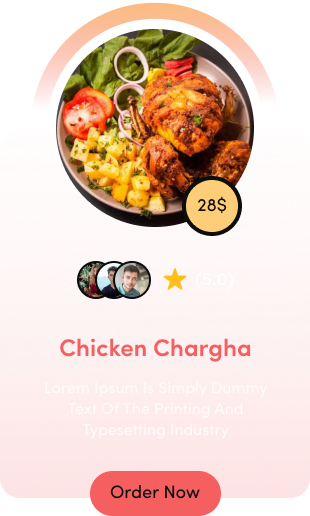 28$
(5.0)
Chicken Chargha
Lorem Ipsum Is Simply Dummy
Text Of The Printing And
Typesetting Industry
Order Now